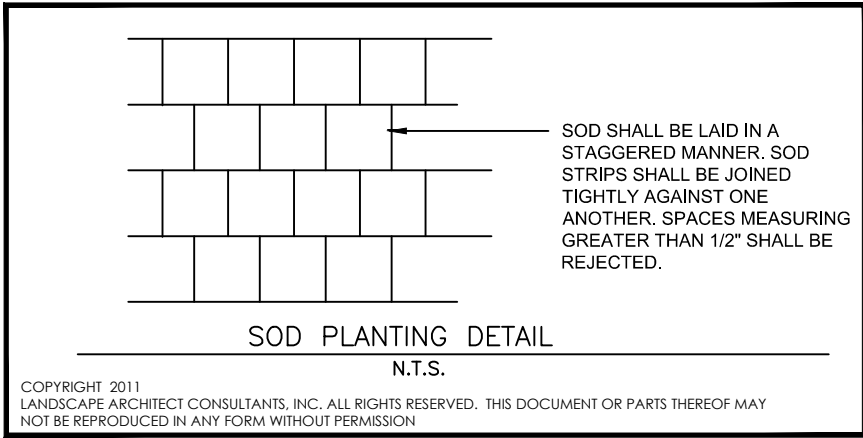 SOD SHALL BE LAID IN A
STAGGERED MANNER. SOD
STRIPS SHALL BE JOINED
TIGHTLY AGAINST ONE
ANOTHER. SPACES MEASURING
GREATER THAN 1/2" SHALL BE
REJECTED.
SOD PLANTING DETAIL
N.T.S.
COPYRIGHT 2011
LANDSCAPE ARCHITECT CONSULTANTS, INC. ALL RIGHTS RESERVED. THIS DOCUMENT OR PARTS THEREOF MAY
NOT BE REPRODUCED IN ANY FORM WITHOUT PERMISSION